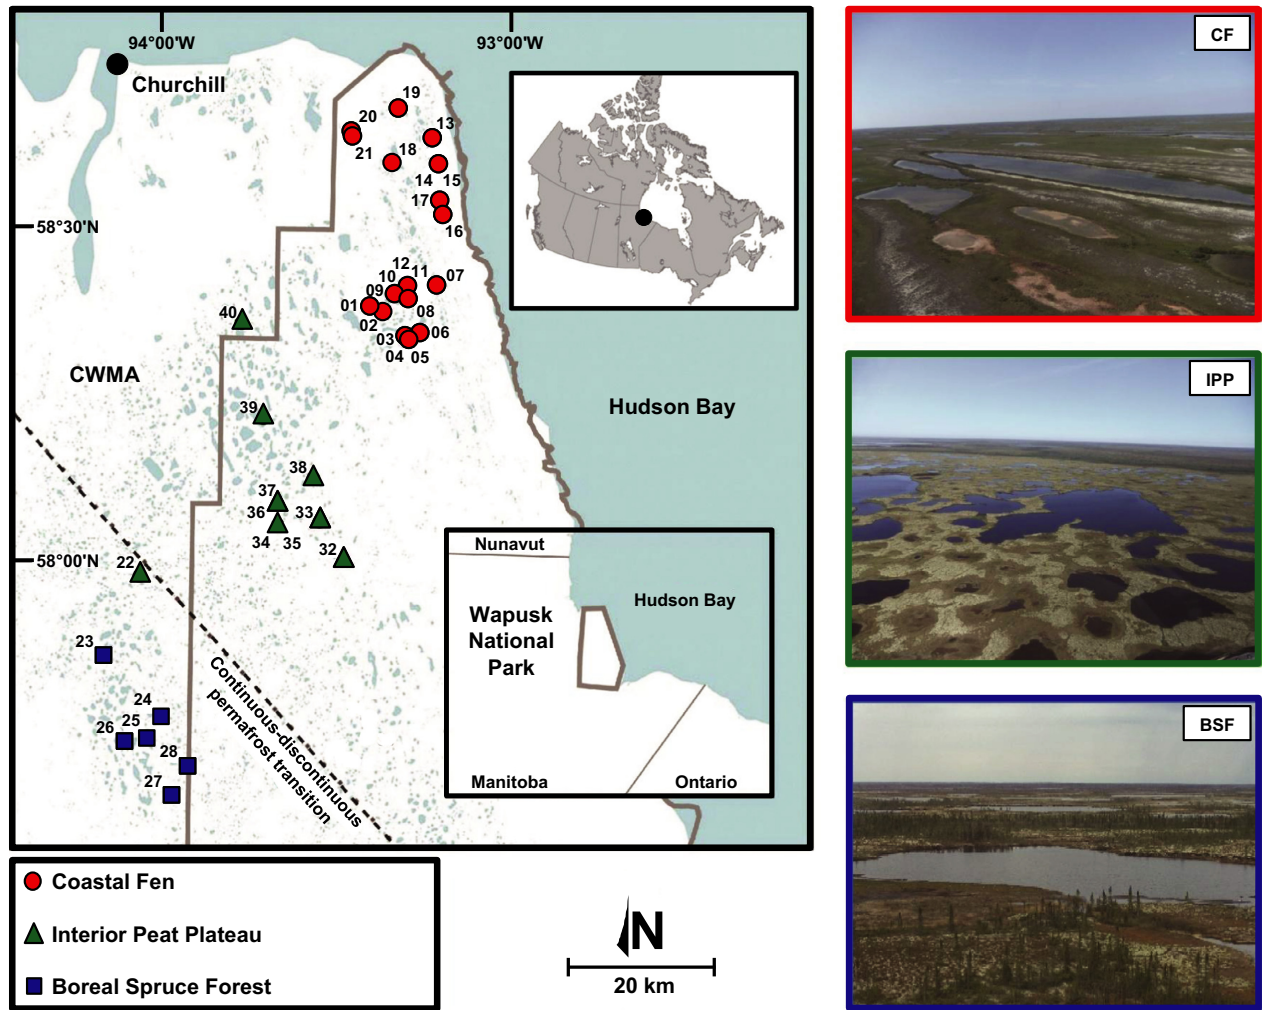 94°00'W
93°00'W
Churchill
58°30'N
58°00'N
19
20
13
21
18
14
15
17
16
12
10
11
07
09
01
02
08
03
06
04
05
40
CWMA
39
38
37
36
33
34
35
32
22
23
24
25
26
28
27
Continuous-discontinuous
permafrost transition
Hudson Bay
Nunavut
Hudson Bay
Wapusk
National
Park
Manitoba
Ontario
CF
IPP
BSF
Coastal Fen
Interior Peat Plateau
Boreal Spruce Forest
N
20 km